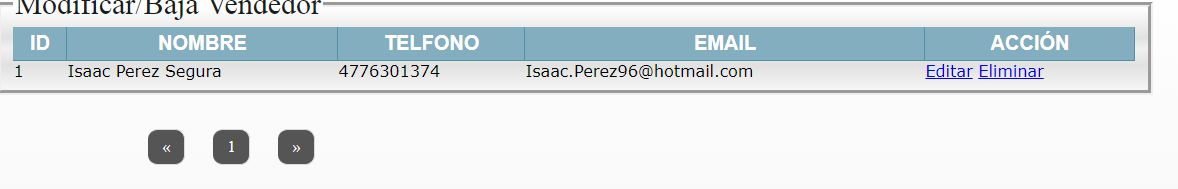 Modificar/Baja Vendedor
ID NOMBRE TELFONO EMAIL ACCIÓN
1 Isaac Perez Segura 4776301374 Isaac.Perez96@hotmail.com Editar Eliminar
« 1 »